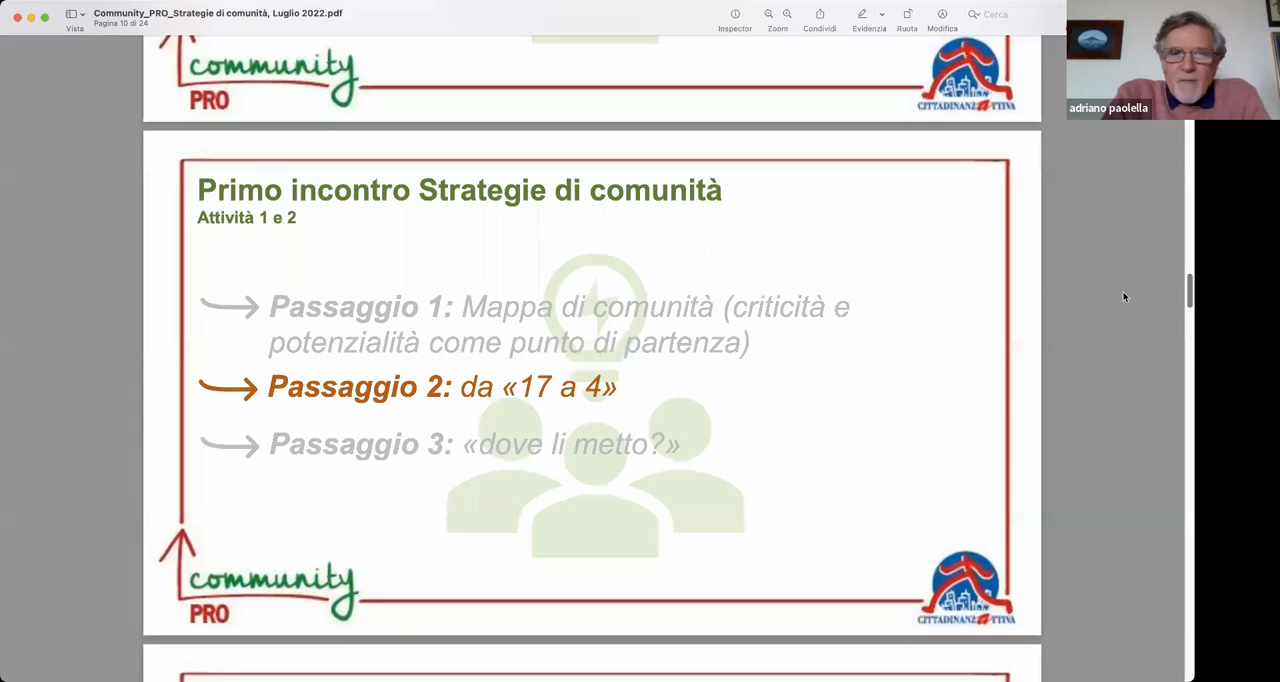 Community_PRO_Strategie di comunità, Luglio 2022.pdf
Pagina 10 di 24
Vista
Inspector
Zoom
Condividi
Evidenzia
Ruota
Modifica
Cerca
adriano paolella
community
PRO
CITTADINANZATTIVA
Primo incontro Strategie di comunità
Attività 1 e 2
Passaggio 1: Mappa di comunità (criticità e
potenzialità come punto di partenza)
Passaggio 2: da «17 a 4»
Passaggio 3: «dove li metto?»
community
PRO
CITTADINANZATTIVA